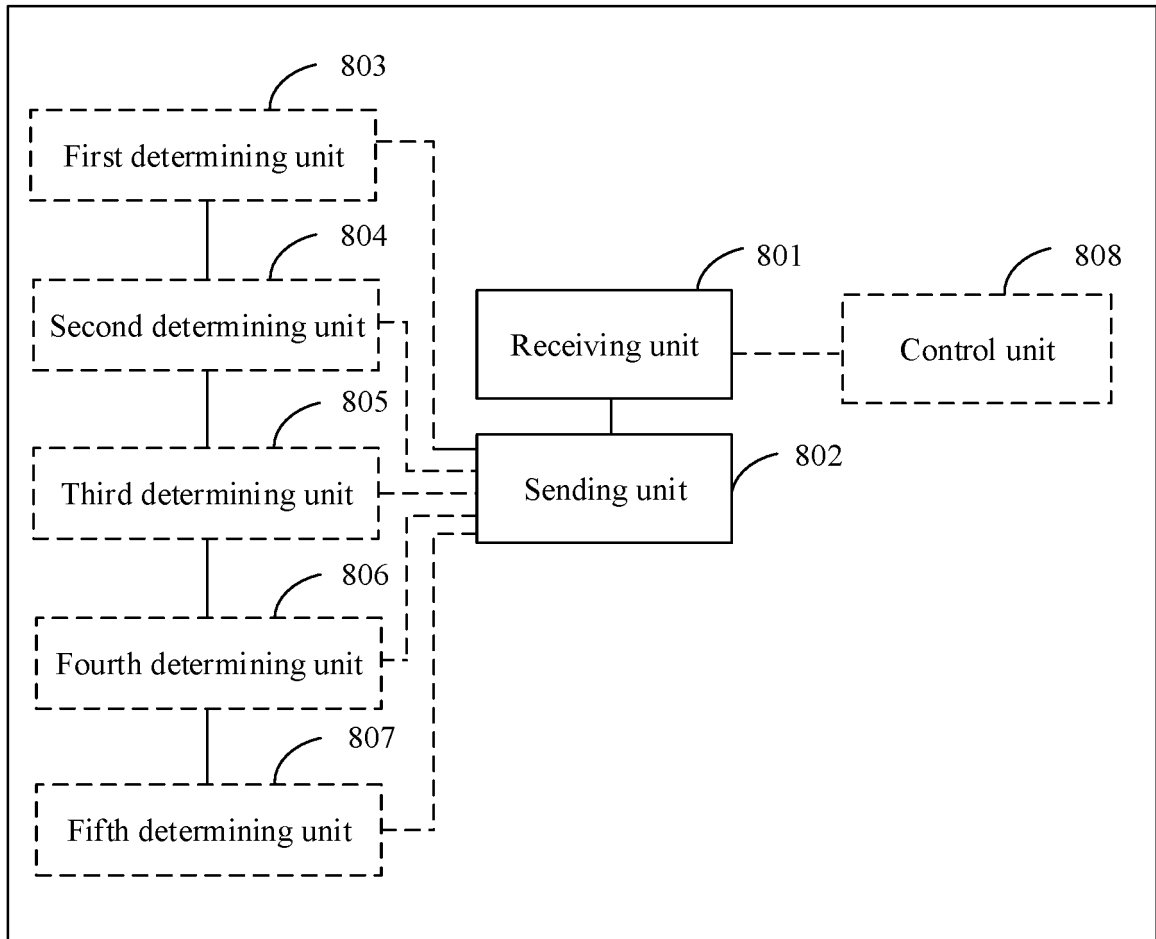 803
First determining unit
804
Second determining unit
805
Third determining unit
806
Fourth determining unit
807
Fifth determining unit
801
Receiving unit
802
Sending unit
808
Control unit